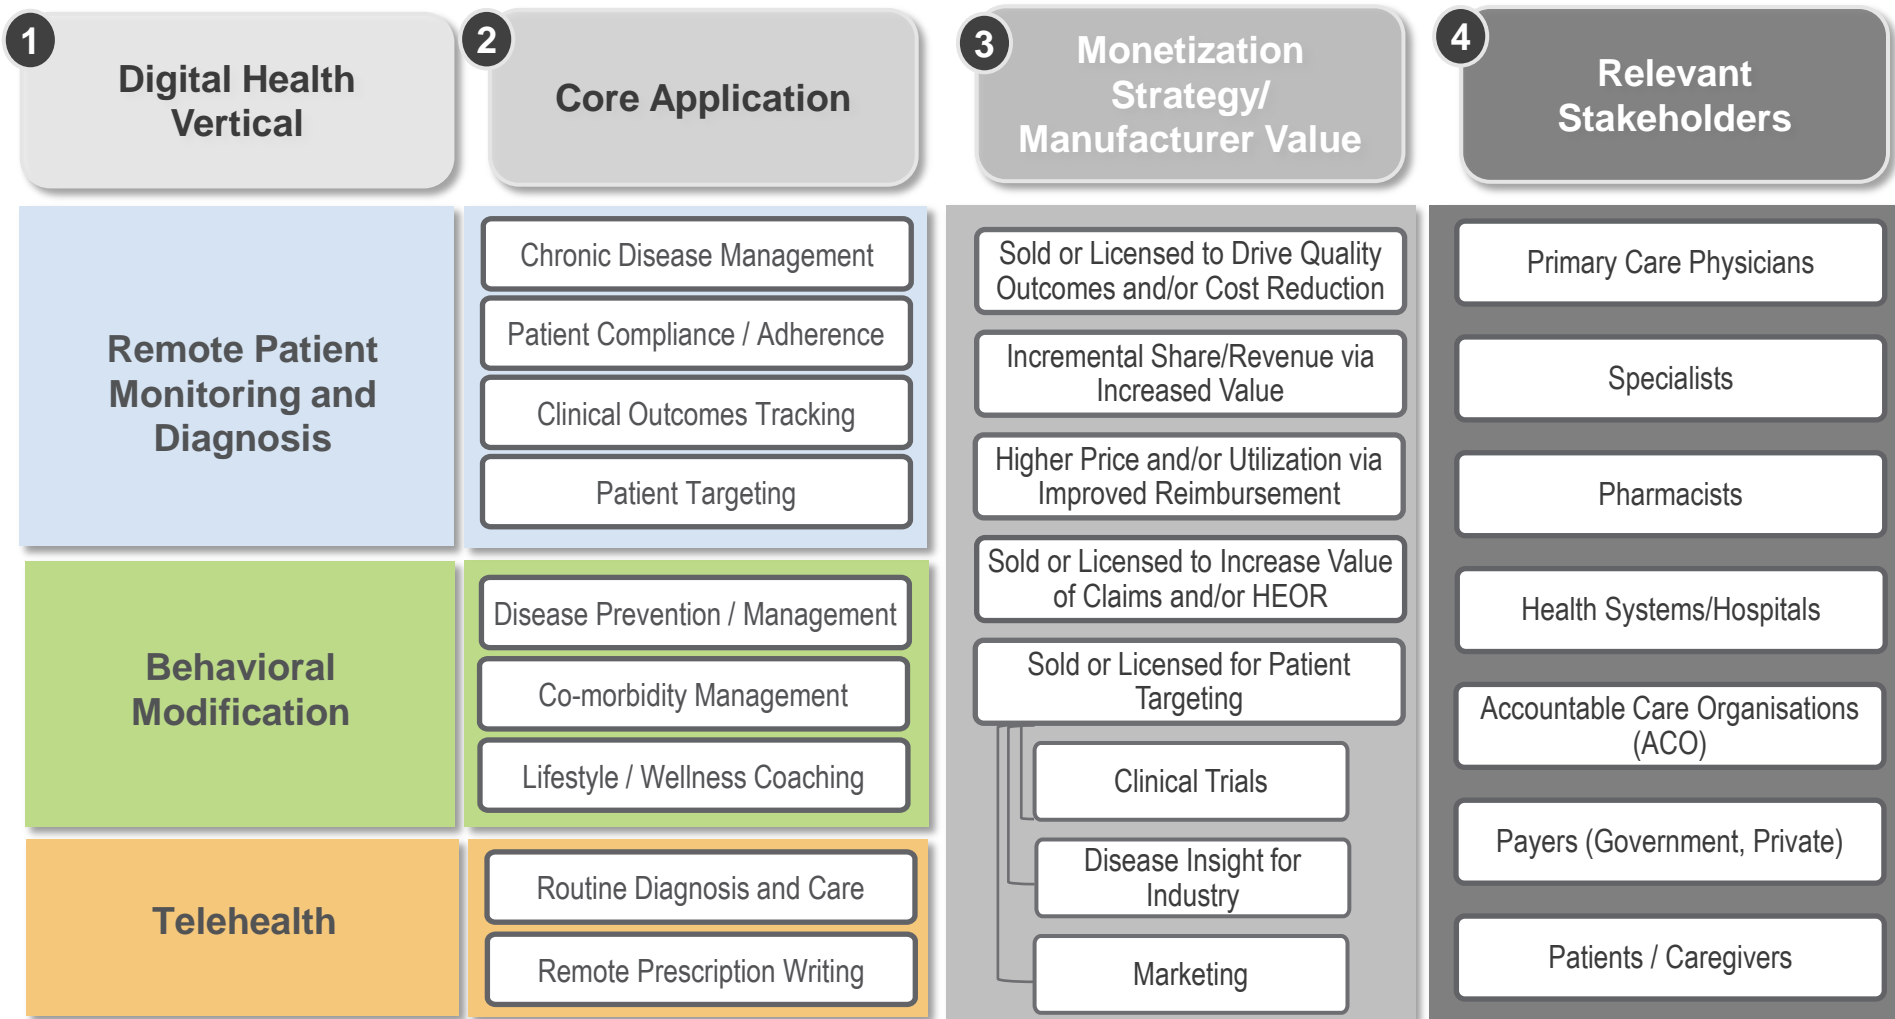 1
Digital Health
Vertical
2
Core Application
3
Monetization
Strategy/
Manufacturer Value
4
Relevant
Stakeholders
Remote Patient
Monitoring and
Diagnosis
Chronic Disease Management
Patient Compliance / Adherence
Clinical Outcomes Tracking
Patient Targeting
Behavioral
Modification
Disease Prevention / Management
Co-morbidity Management
Lifestyle / Wellness Coaching
Telehealth
Routine Diagnosis and Care
Remote Prescription Writing
Sold or Licensed to Drive Quality
Outcomes and/or Cost Reduction
Incremental Share/Revenue via
Increased Value
Higher Price and/or Utilization via
Improved Reimbursement
Sold or Licensed to Increase Value
of Claims and/or HEOR
Sold or Licensed for Patient
Targeting
Clinical Trials
Disease Insight for
Industry
Marketing
Primary Care Physicians
Specialists
Pharmacists
Health Systems/Hospitals
Accountable Care Organisations
(ACO)
Payers (Government, Private)
Patients / Caregivers